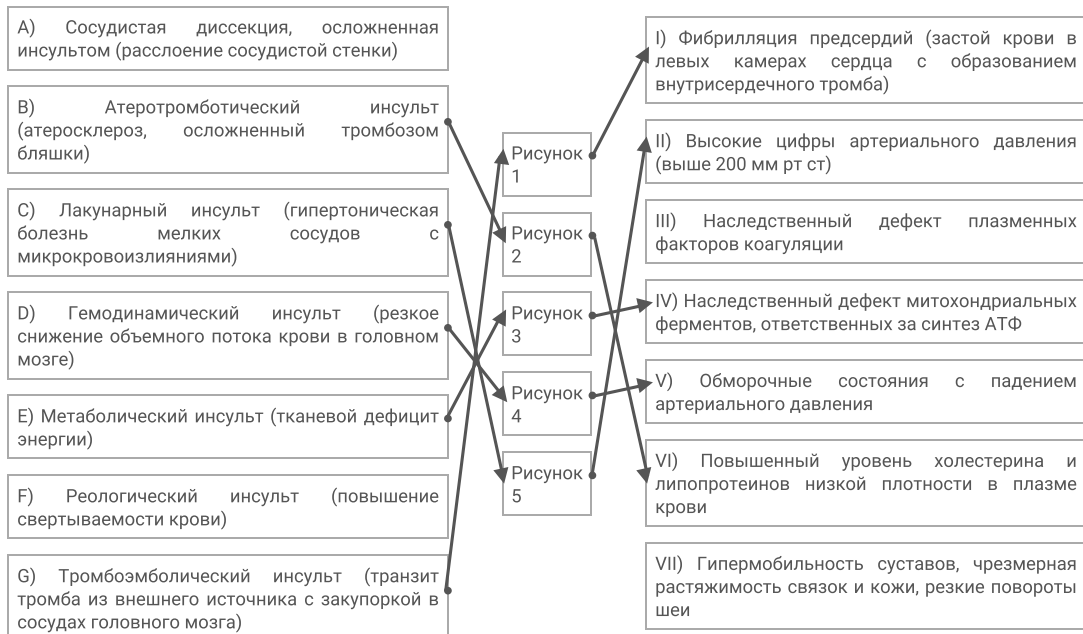 A) Сосудистая диссекция, осложненная
инсультом (расслоение сосудистой стенки)
B) Атеротромботический инсульт
(атеросклероз, осложненный тромбозом
бляшки)
C) Лакунарный инсульт (гипертоническая
болезнь мелких сосудов с
микрокровоизлияниями)
D) Гемодинамический инсульт (резкое
снижение объемного потока крови в головном
мозге)
E) Метаболический инсульт (тканевой дефицит
энергии)
F) Реологический инсульт (повышение
свертываемости крови)
G) Тромбоэмболический инсульт (транзит
тромба из внешнего источника с закупоркой в
сосудах головного мозга)
Рисунок
1
Рисунок
2
Рисунок
3
Рисунок
4
Рисунок
5
I) Фибрилляция предсердий (застой крови в
левых камерах сердца с образованием
внутрисердечного тромба)
II) Высокие цифры артериального давления
(выше 200 мм рт ст)
III) Наследственный дефект плазменных
факторов коагуляции
IV) Наследственный дефект митохондриальных
ферментов, ответственных за синтез АТФ
V) Обморочные состояния с падением
артериального давления
VI) Повышенный уровень холестерина и
липопротеинов низкой плотности в плазме
крови
VII) Гипермобильность суставов, чрезмерная
растяжимость связок и кожи, резкие повороты
шеи